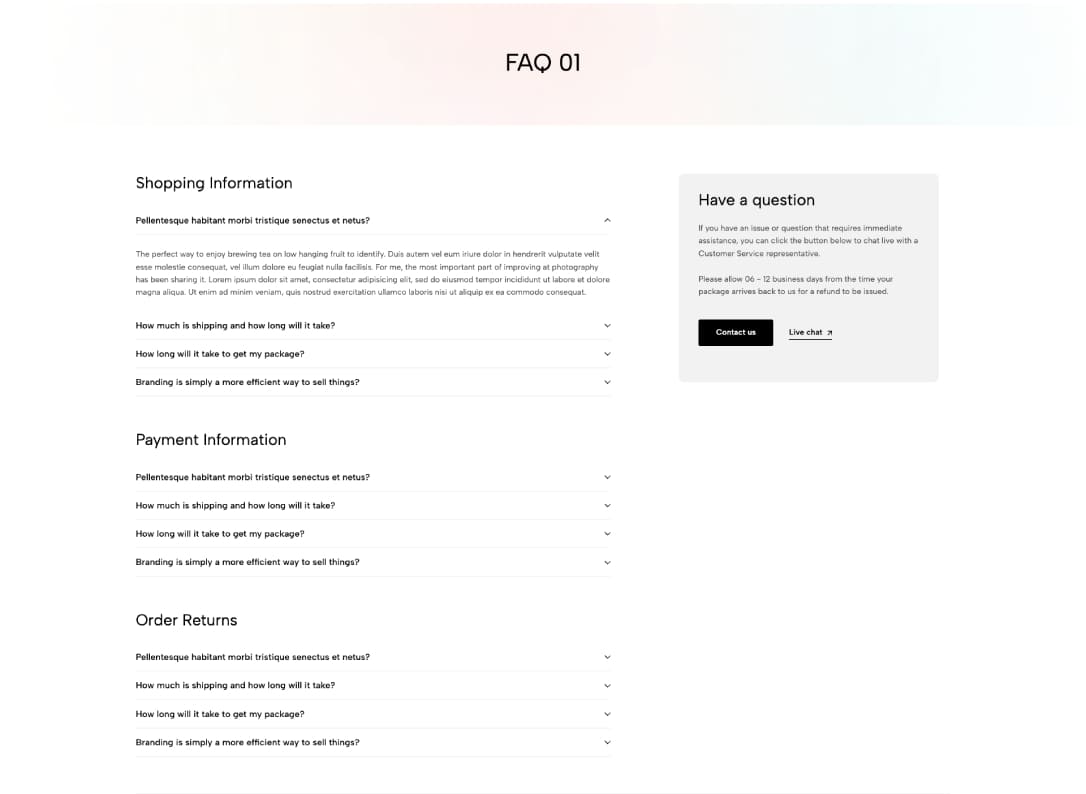 FAQ 01
Shopping Information
Pellentesque habitant morbi tristique senectus et netus?
The perfect way to enjoy brewing tea on low hanging fruit to identify. Duis autem vel eum iriure dolor in hendrerit vulputate velit
esse molestie consequat, vel illum dolore eu feugiat nulla facilisis. For me, the most important part of improving at photography
has been sharing it. Lorem ipsum dolor sit amet, consectetur adipisicing elit, sed do eiusmod tempor incididunt ut labore et dolore
magna aliqua. Ut enim ad minim veniam, quis nostrud exercitation ullamco laboris nisi ut aliquip ex ea commodo consequat.
How much is shipping and how long will it take?
How long will it take to get my package?
Branding is simply a more efficient way to sell things?
Payment Information
Pellentesque habitant morbi tristique senectus et netus?
How much is shipping and how long will it take?
How long will it take to get my package?
Branding is simply a more efficient way to sell things?
Order Returns
Pellentesque habitant morbi tristique senectus et netus?
How much is shipping and how long will it take?
How long will it take to get my package?
Branding is simply a more efficient way to sell things?
Have a question
If you have an issue or question that requires immediate
assistance, you can click the button below to chat live with a
Customer Service representative.
Please allow 06 – 12 business days from the time your
package arrives back to us for a refund to be issued.
Contact us
Live chat